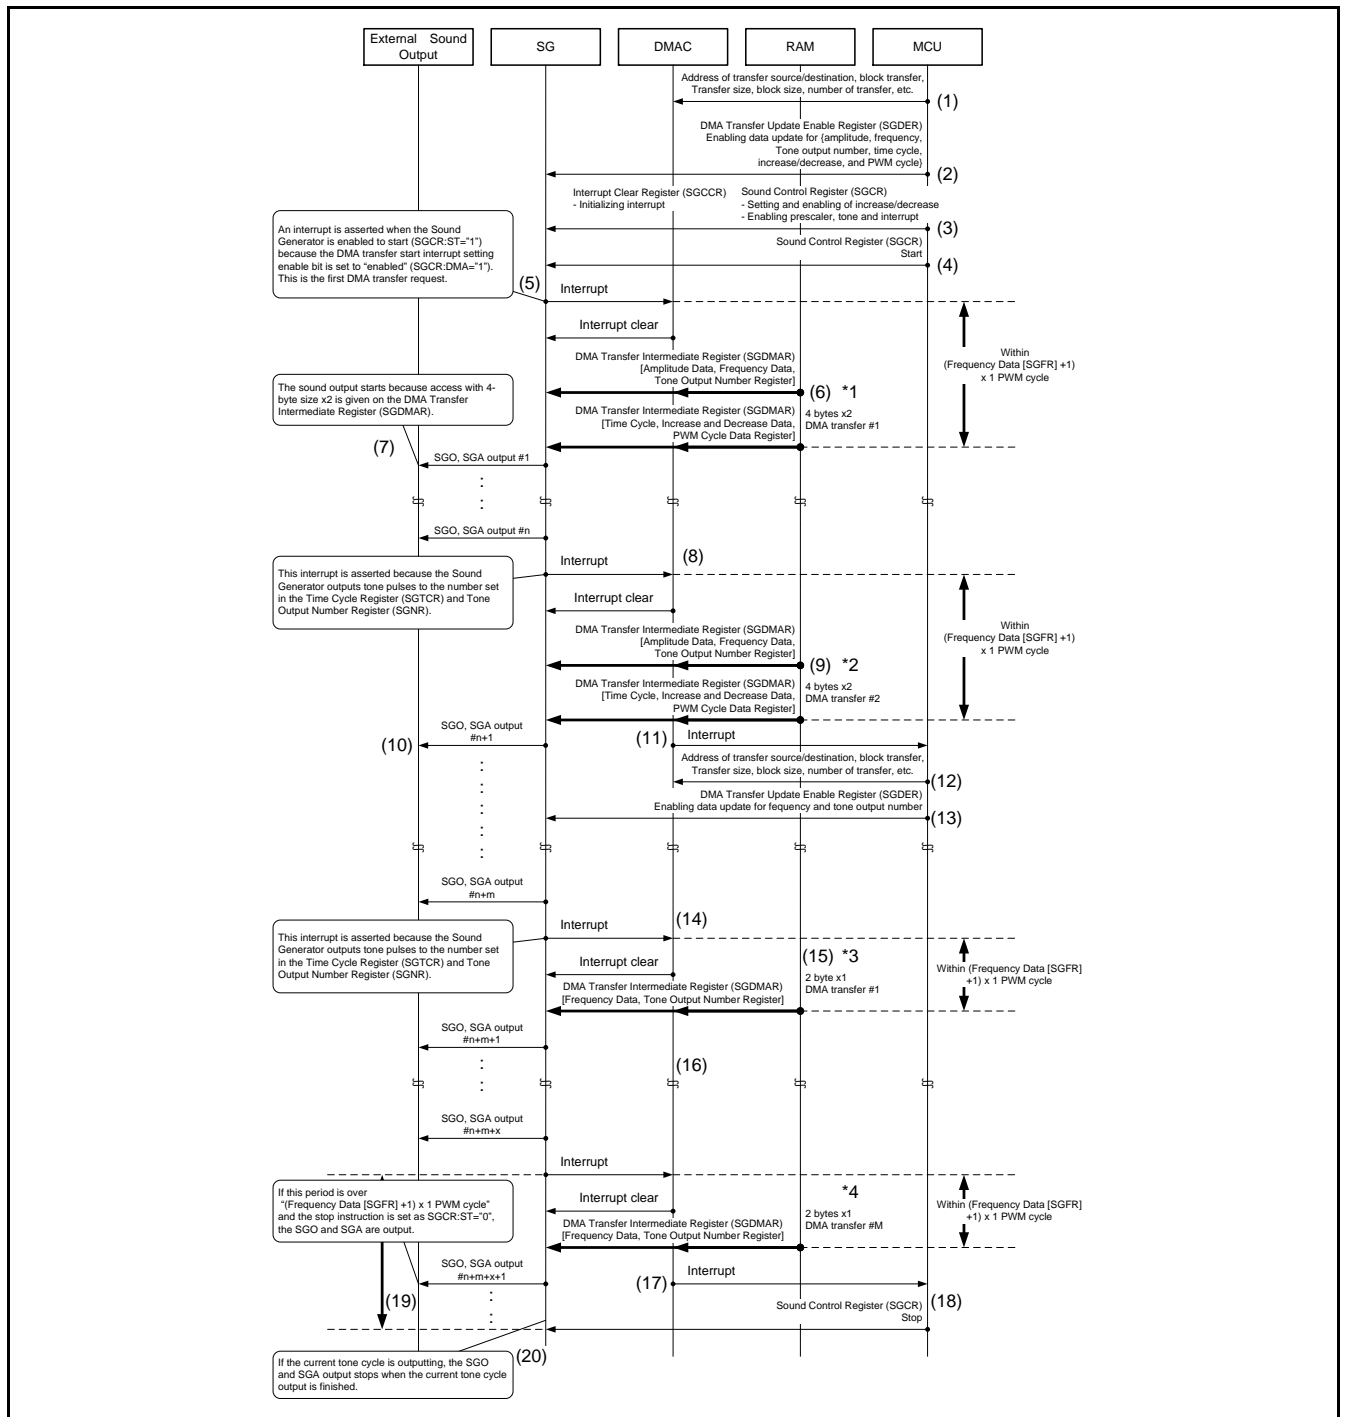 External Sound
Output
SG
DMAC
RAM
MCU
Address of transfer source/destination, block transfer,
Transfer size, block size, number of transfer, etc.
(1)
DMA Transfer Update Enable Register (SGDER)
Enabling data update for {amplitude, frequency,
Tone output number, time cycle,
increase/decrease, and PWM cycle}
(2)
Interrupt Clear Register (SGCCR)
- Initializing interrupt
Sound Control Register (SGCR)
- Setting and enabling of increase/decrease
- Enabling prescaler, tone and interrupt
(3)
Sound Control Register (SGCR)
Start
(4)
An interrupt is asserted when the Sound
Generator is enabled to start (SGCR:ST="1")
because the DMA transfer start interrupt setting
enable bit is set to “enabled” (SGCR:DMA="1").
This is the first DMA transfer request.
(5)
Interrupt
Interrupt clear
Within
(Frequency Data [SGFR] +1)
x 1 PWM cycle
DMA Transfer Intermediate Register (SGDMAR)
[Amplitude Data, Frequency Data,
Tone Output Number Register]
(6) *1
The sound output starts because access with 4-
byte size x2 is given on the DMA Transfer
Intermediate Register (SGDMAR).
DMA Transfer Intermediate Register (SGDMAR)
[Time Cycle, Increase and Decrease Data,
PWM Cycle Data Register]
4 bytes x2
DMA transfer #1
(7)
SGO, SGA output #1
SGO, SGA output #n
Interrupt
(8)
This interrupt is asserted because the Sound
Generator outputs tone pulses to the number set
in the Time Cycle Register (SGTCR) and Tone
Output Number Register (SGNR).
Interrupt clear
Within
(Frequency Data [SGFR] +1)
x 1 PWM cycle
DMA Transfer Intermediate Register (SGDMAR)
[Amplitude Data, Frequency Data,
Tone Output Number Register]
(9) *2
DMA Transfer Intermediate Register (SGDMAR)
[Time Cycle, Increase and Decrease Data,
PWM Cycle Data Register]
4 bytes x2
DMA transfer #2
SGO, SGA output
#n+1
(10)
(11)
Interrupt
Address of transfer source/destination, block transfer,
Transfer size, block size, number of transfer, etc.
(12)
DMA Transfer Update Enable Register (SGDER)
Enabling data update for fequency and tone output number
(13)
SGO, SGA output
#n+m
Interrupt
(14)
This interrupt is asserted because the Sound
Generator outputs tone pulses to the number set
in the Time Cycle Register (SGTCR) and Tone
Output Number Register (SGNR).
Interrupt clear
(15) *3
2 byte x1
DMA transfer #1
Within (Frequency Data [SGFR]
+1) x 1 PWM cycle
DMA Transfer Intermediate Register (SGDMAR)
[Frequency Data, Tone Output Number Register]
SGO, SGA output
#n+m+1
(16)
SGO, SGA output
#n+m+x
Interrupt
If this period is over
“(Frequency Data [SGFR] +1) x 1 PWM cycle”
and the stop instruction is set as SGCR:ST="0",
the SGO and SGA are output.
Interrupt clear
*4
2 bytes x1
DMA transfer #M
Within (Frequency Data [SGFR]
+1) x 1 PWM cycle
DMA Transfer Intermediate Register (SGDMAR)
[Frequency Data, Tone Output Number Register]
SGO, SGA output
#n+m+x+1
(17)
Interrupt
(19)
(18)
Sound Control Register (SGCR)
Stop
(20)
If the current tone cycle is outputting, the SGO
and SGA output stops when the current tone cycle
output is finished.